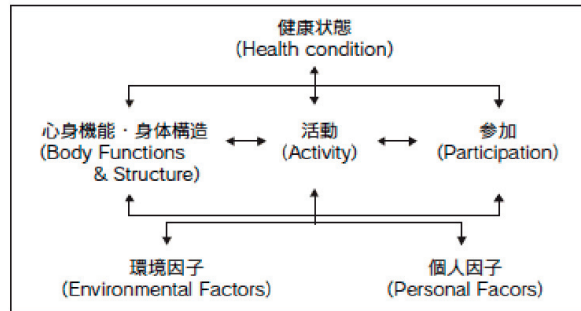 健康状態
(Health condition)
心身機能・身体構造
(Body Functions
& Structure)
活動
(Activity)
参加
(Participation)
環境因子
(Environmental Factors)
個人因子
(Personal Facors)